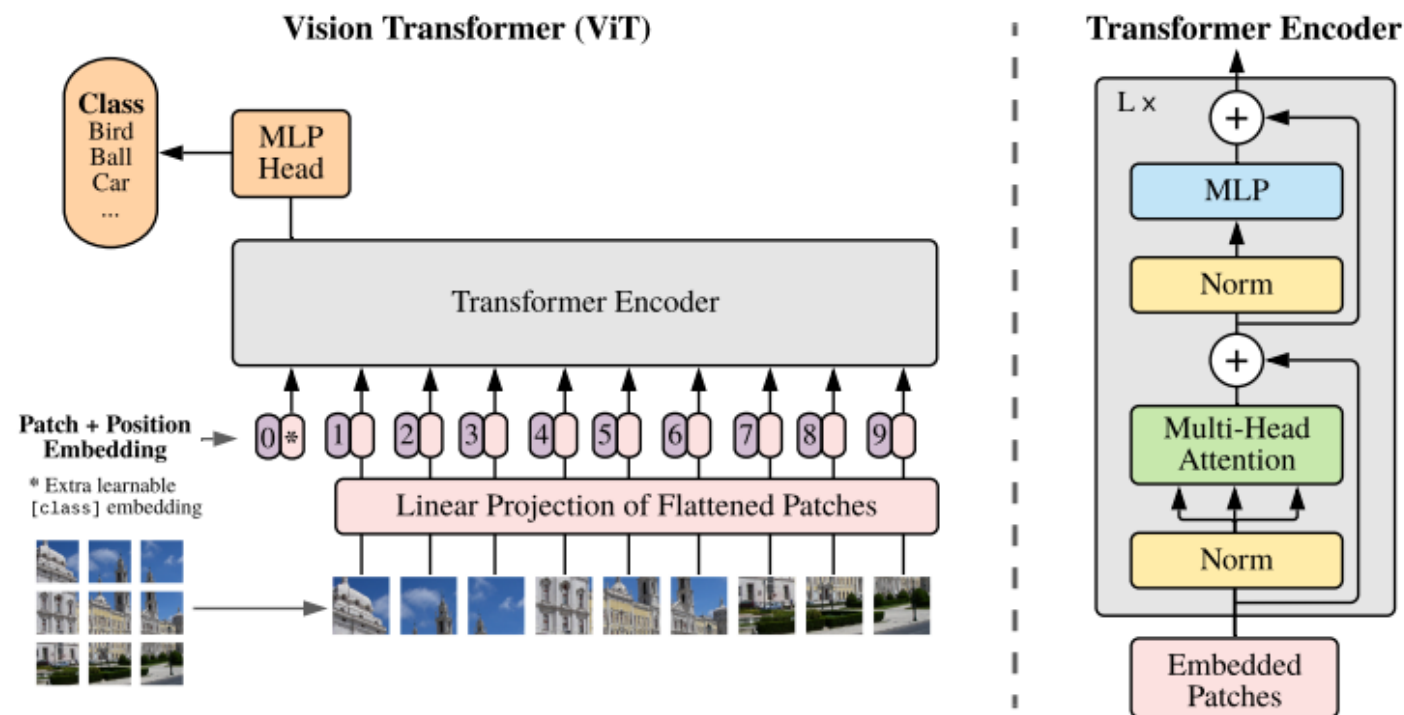 Vision Transformer (ViT)
Class
Bird
Ball
Car
...
MLP
Head
Transformer Encoder
Patch + Position
Embedding
* Extra learnable
[class] embedding
0 * 1 2 3 4 5 6 7 8 9
Linear Projection of Flattened Patches
Transformer Encoder
L x
+
MLP
Norm
+
Multi-Head
Attention
Norm
Embedded
Patches